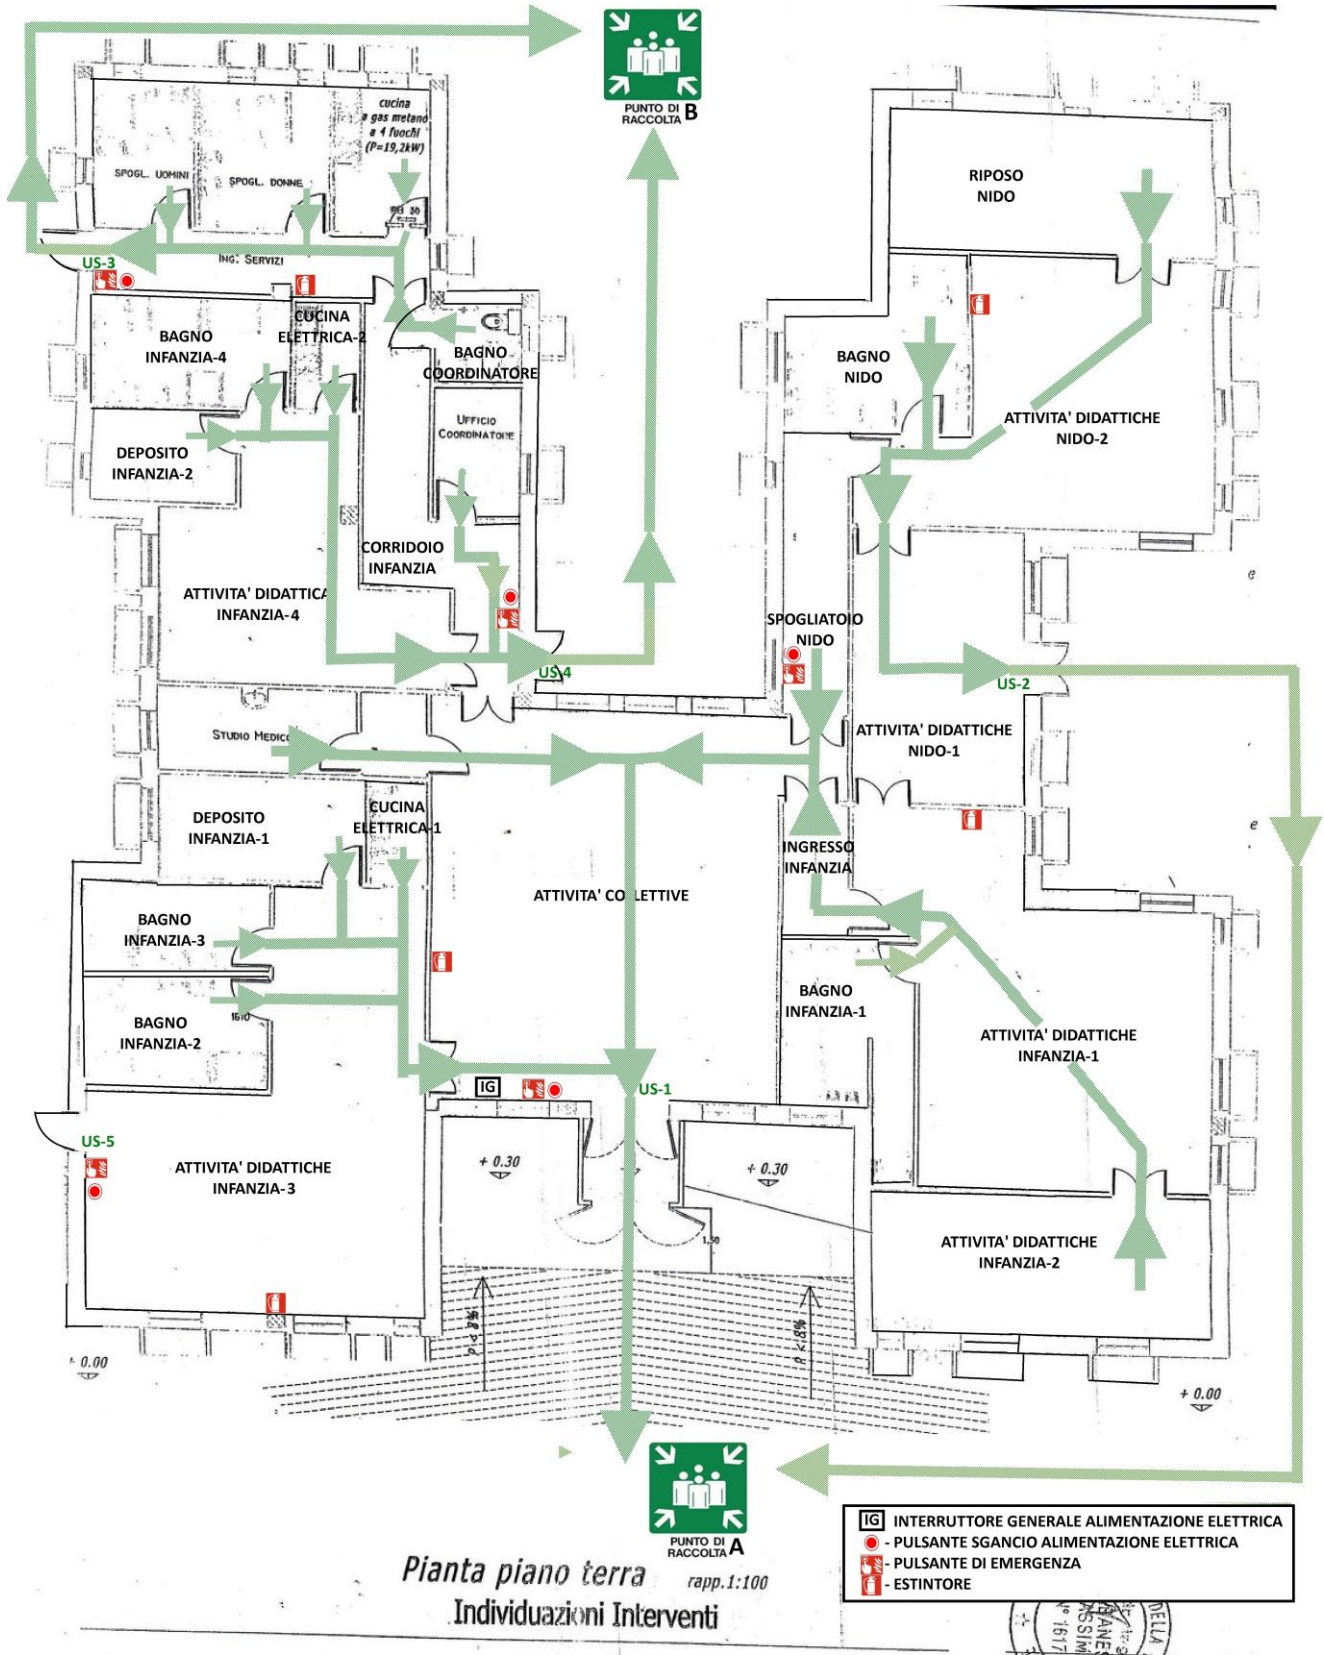 PUNTO DI
RACCOLTA B
cucina
a gas metano
a 4 fuochi
(P=19,2kW)
SPOGL. UOMINI
SPOGL. DONNE
RIPOSO
NIDO
US-3
ING. SERVIZI
BAGNO
INFANZIA-4
CUCINA
ELETTRICA-2
BAGNO
COORDINATORE
BAGNO
NIDO
ATTIVITA' DIDATTICHE
NIDO-2
UFFICIO
COORDINATORE
DEPOSITO
INFANZIA-2
CORRIDOIO
INFANZIA
ATTIVITA' DIDATTICA
INFANZIA-4
SPOGLIATOIO
NIDO
US-4
US-2
STUDIO MEDICO
ATTIVITA' DIDATTICHE
NIDO-1
DEPOSITO
INFANZIA-1
CUCINA
ELETTRICA-1
INGRESSO
INFANZIA
ATTIVITA' COLLETTIVE
BAGNO
INFANZIA-3
BAGNO
INFANZIA-2
BAGNO
INFANZIA-1
ATTIVITA' DIDATTICHE
INFANZIA-1
IG
US-1
US-5
ATTIVITA' DIDATTICHE
INFANZIA-3
+ 0.30
+ 0.30
ATTIVITA' DIDATTICHE
INFANZIA-2
+ 0.00
+ 0.00
PUNTO DI
RACCOLTA A
IG INTERRUTTORE GENERALE ALIMENTAZIONE ELETTRICA
- PULSANTE SGANCIO ALIMENTAZIONE ELETTRICA
- PULSANTE DI EMERGENZA
- ESTINTORE
Pianta piano terra rapp.1:100
Individuazioni Interventi
DELLA